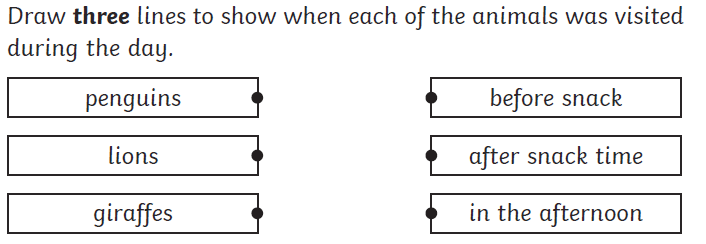 Draw three lines to show when each of the animals was visited
during the day.
penguins
before snack
lions
after snack time
giraffes
in the afternoon